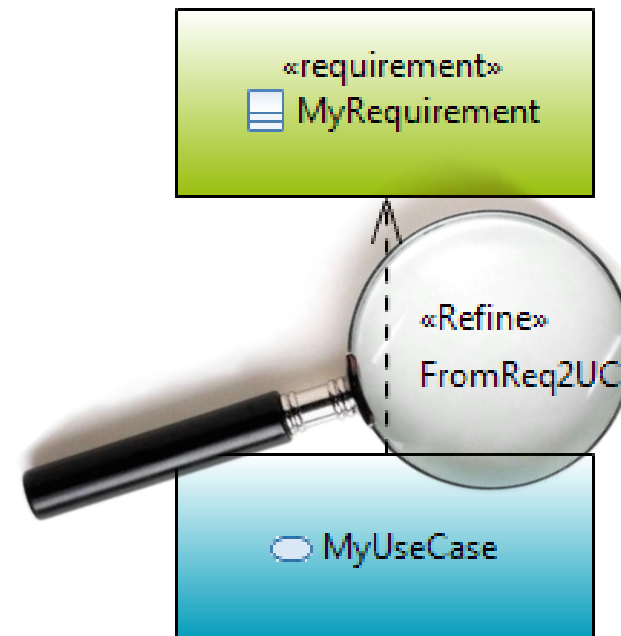 «requirement»
MyRequirement
«Refine»
FromReq2UC
MyUseCase